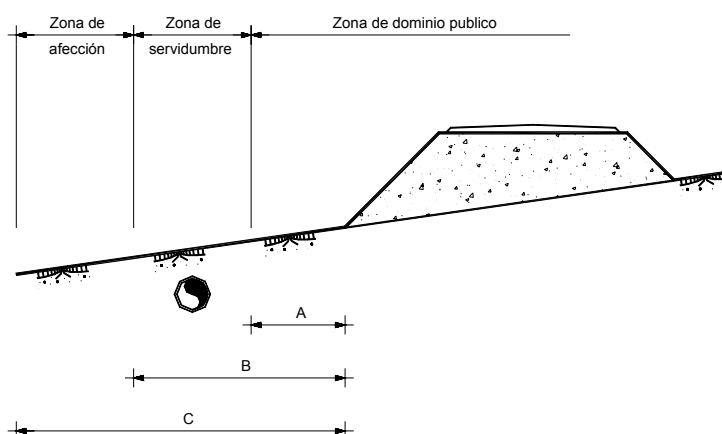 Zona de
afección
Zona de
servidumbre
Zona de dominio publico
A
B
C